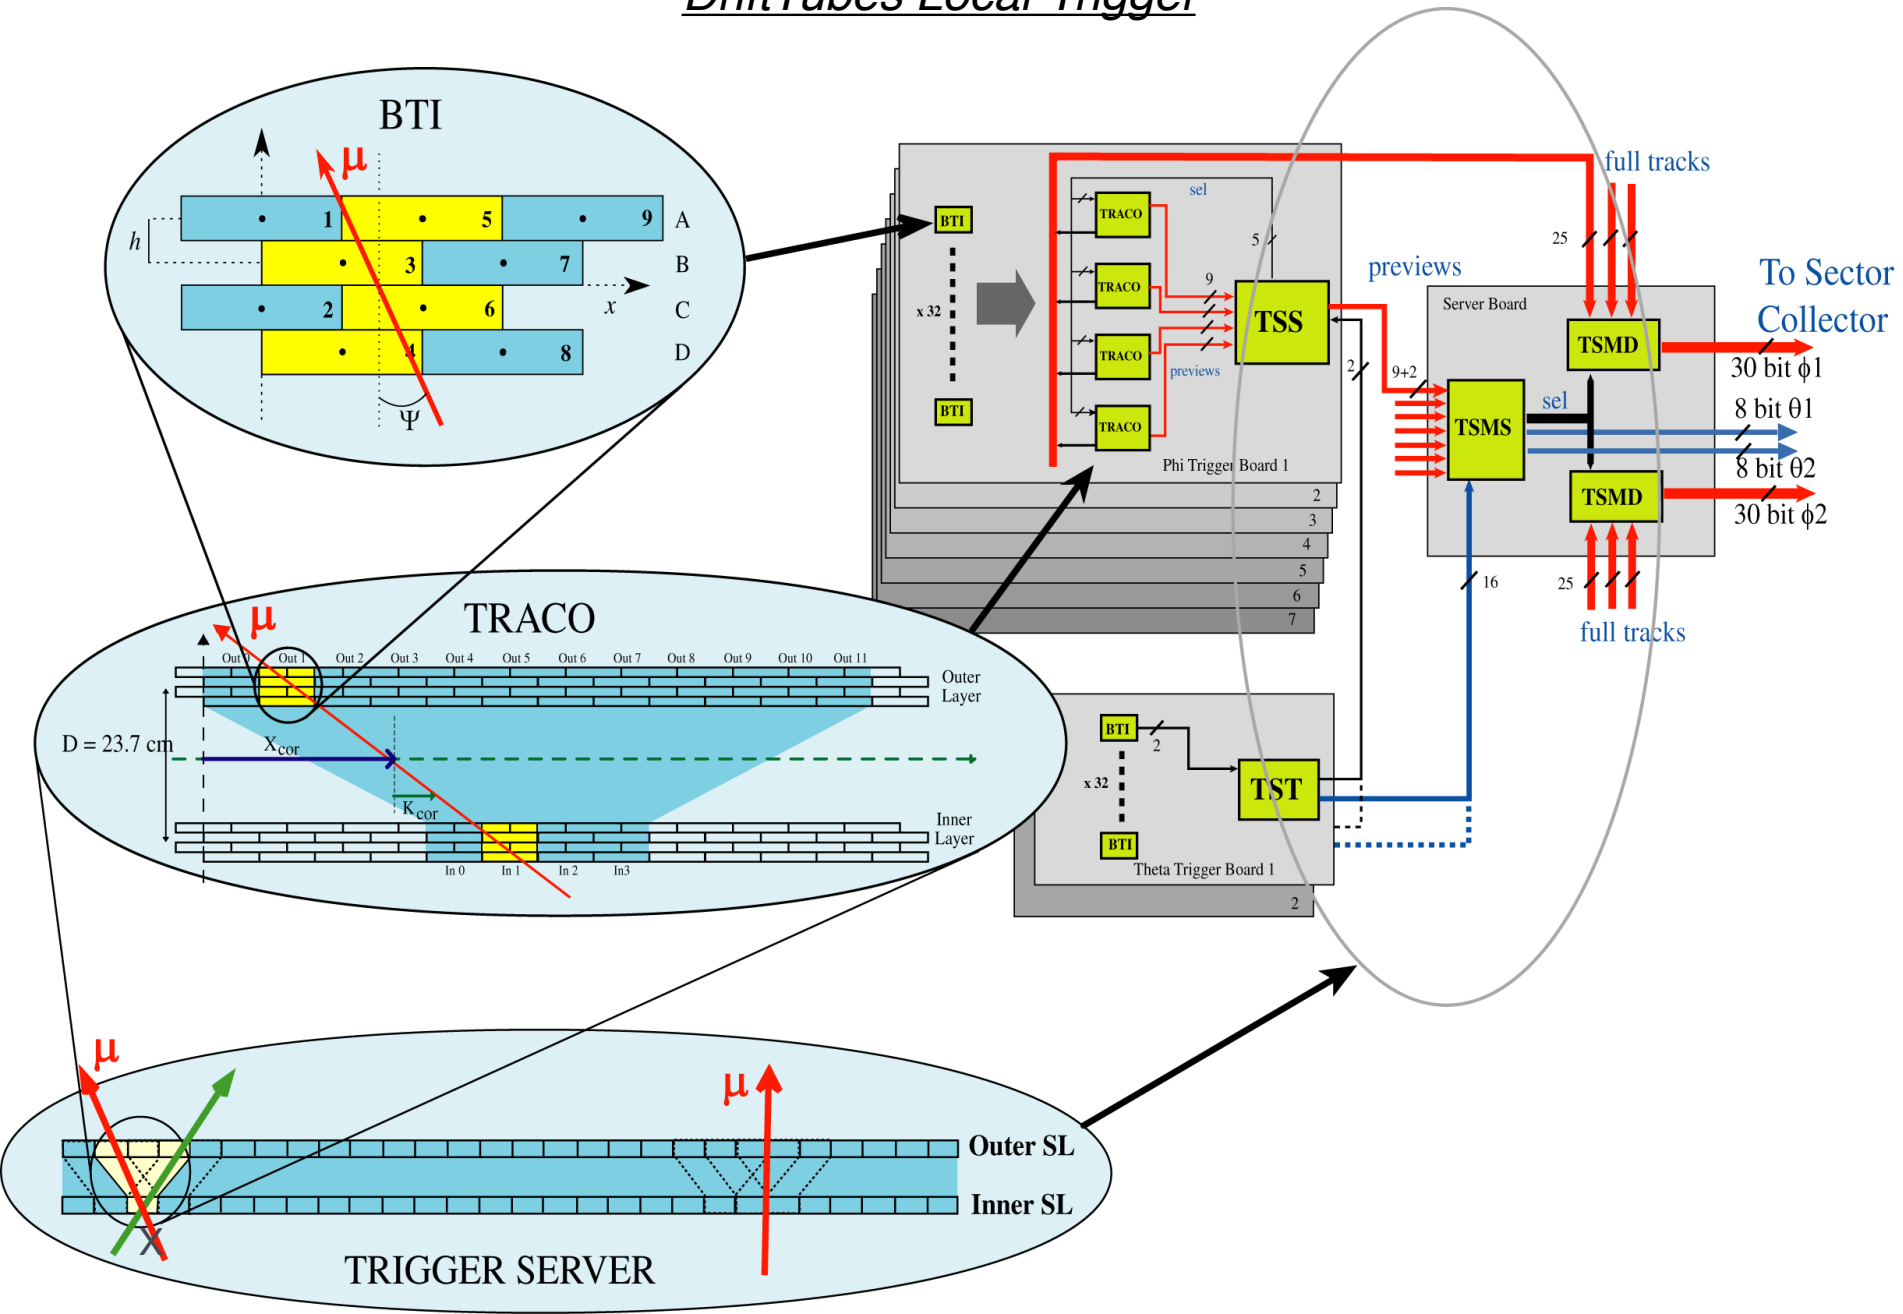 DriftTubes Local Trigger
BTI
μ
1 5 9 A
h
3 7 B
x
2 6 C
4 8 D
Ψ
TRACO
μ
Out 0 Out 1 Out 2 Out 3 Out 4 Out 5 Out 6 Out 7 Out 8 Out 9 Out 10 Out 11
Outer
Layer
D = 23.7 cm
Xcor
Kcor
Inner
Layer
In 0 In 1 In 2 In3
μ
μ
Outer SL
Inner SL
X
TRIGGER SERVER
BTI
x 32
BTI
sel
TRACO
TRACO
TRACO
TRACO
5
9
TSS
previews
Phi Trigger Board 1
2
3
4
5
6
7
2
previews
9+2
full tracks
25
Server Board
TSMD
TSMS
sel
TSMD
16
25
full tracks
To Sector
Collector
30 bit ϕ1
8 bit θ1
8 bit θ2
30 bit ϕ2
BTI
2
x 32
BTI
TST
Theta Trigger Board 1
2